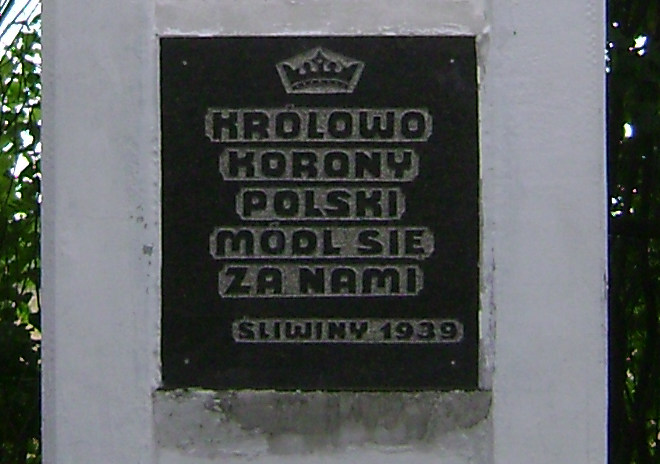 KRÓLOWO
KORONY
POLSKI
MÓDL SIĘ
ZA NAMI
ŚLIWINY 1939